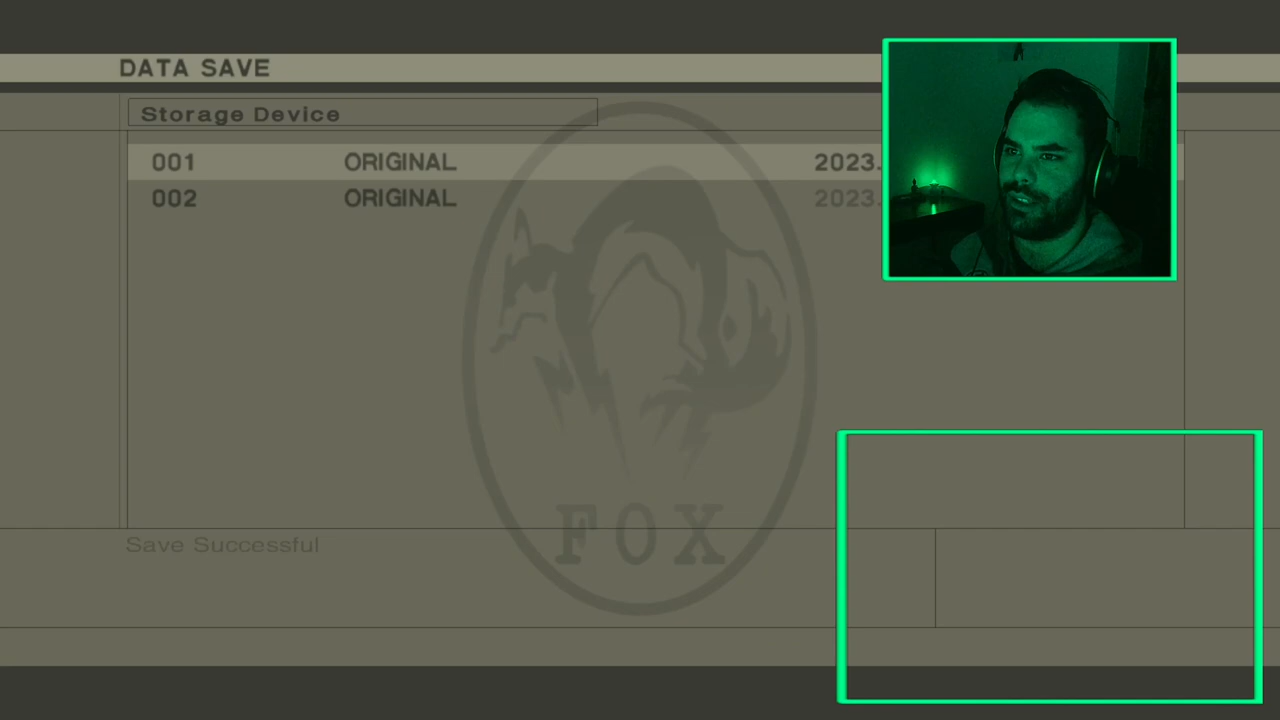 DATA SAVE
Storage Device
001 ORIGINAL 2023.
002 ORIGINAL 2023.
FOX
Save Successful